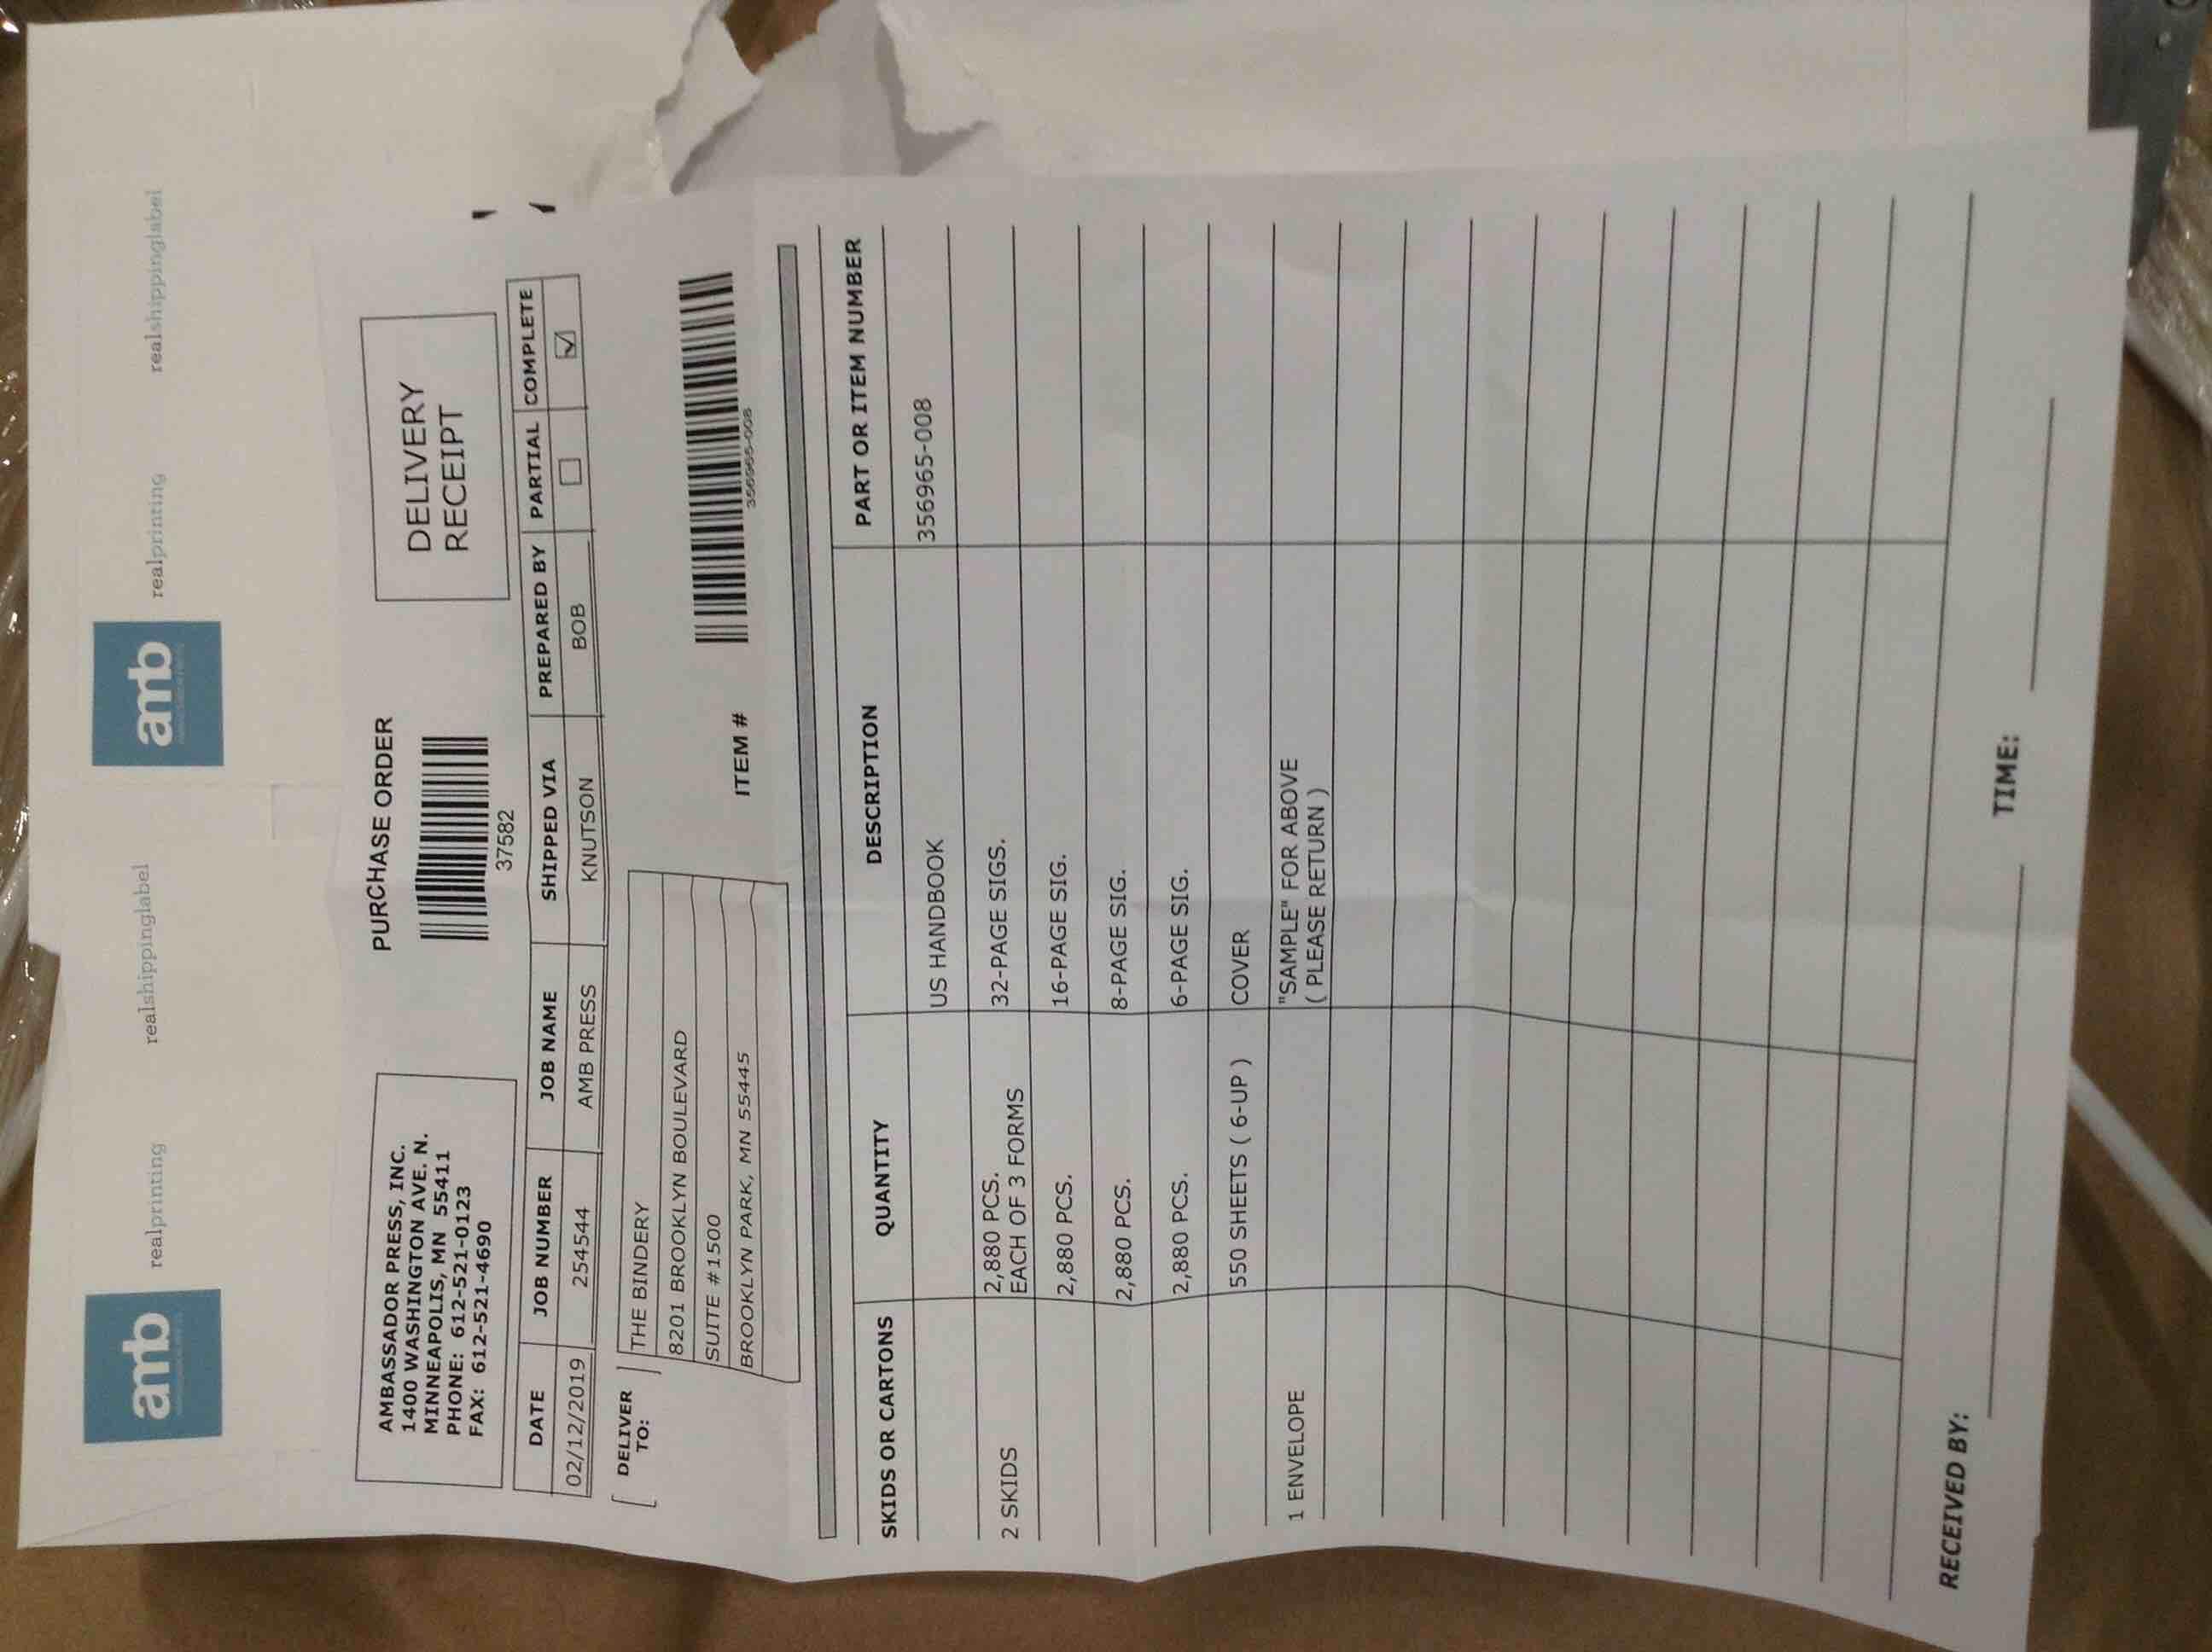 amb realprinting realshippinglabel amb realprinting realshippinglabel
AMBASSADOR PRESS, INC.
1400 WASHINGTON AVE. N.
MINNEAPOLIS, MN 55411
PHONE: 612-521-0123
FAX: 612-521-4690
PURCHASE ORDER
37582
DELIVERY
RECEIPT
DATE JOB NUMBER JOB NAME SHIPPED VIA PREPARED BY PARTIAL COMPLETE
02/12/2019 254544 AMB PRESS KNUTSON BOB
DELIVER
TO:
THE BINDERY
8201 BROOKLYN BOULEVARD
SUITE #1500
BROOKLYN PARK, MN 55445
ITEM #
356965-008
SKIDS OR CARTONS QUANTITY DESCRIPTION PART OR ITEM NUMBER
US HANDBOOK 356965-008
2 SKIDS 2,880 PCS. 32-PAGE SIGS.
EACH OF 3 FORMS
2,880 PCS. 16-PAGE SIG.
2,880 PCS. 8-PAGE SIG.
2,880 PCS. 6-PAGE SIG.
550 SHEETS ( 6-UP ) COVER
1 ENVELOPE "SAMPLE" FOR ABOVE
( PLEASE RETURN )
RECEIVED BY: TIME: